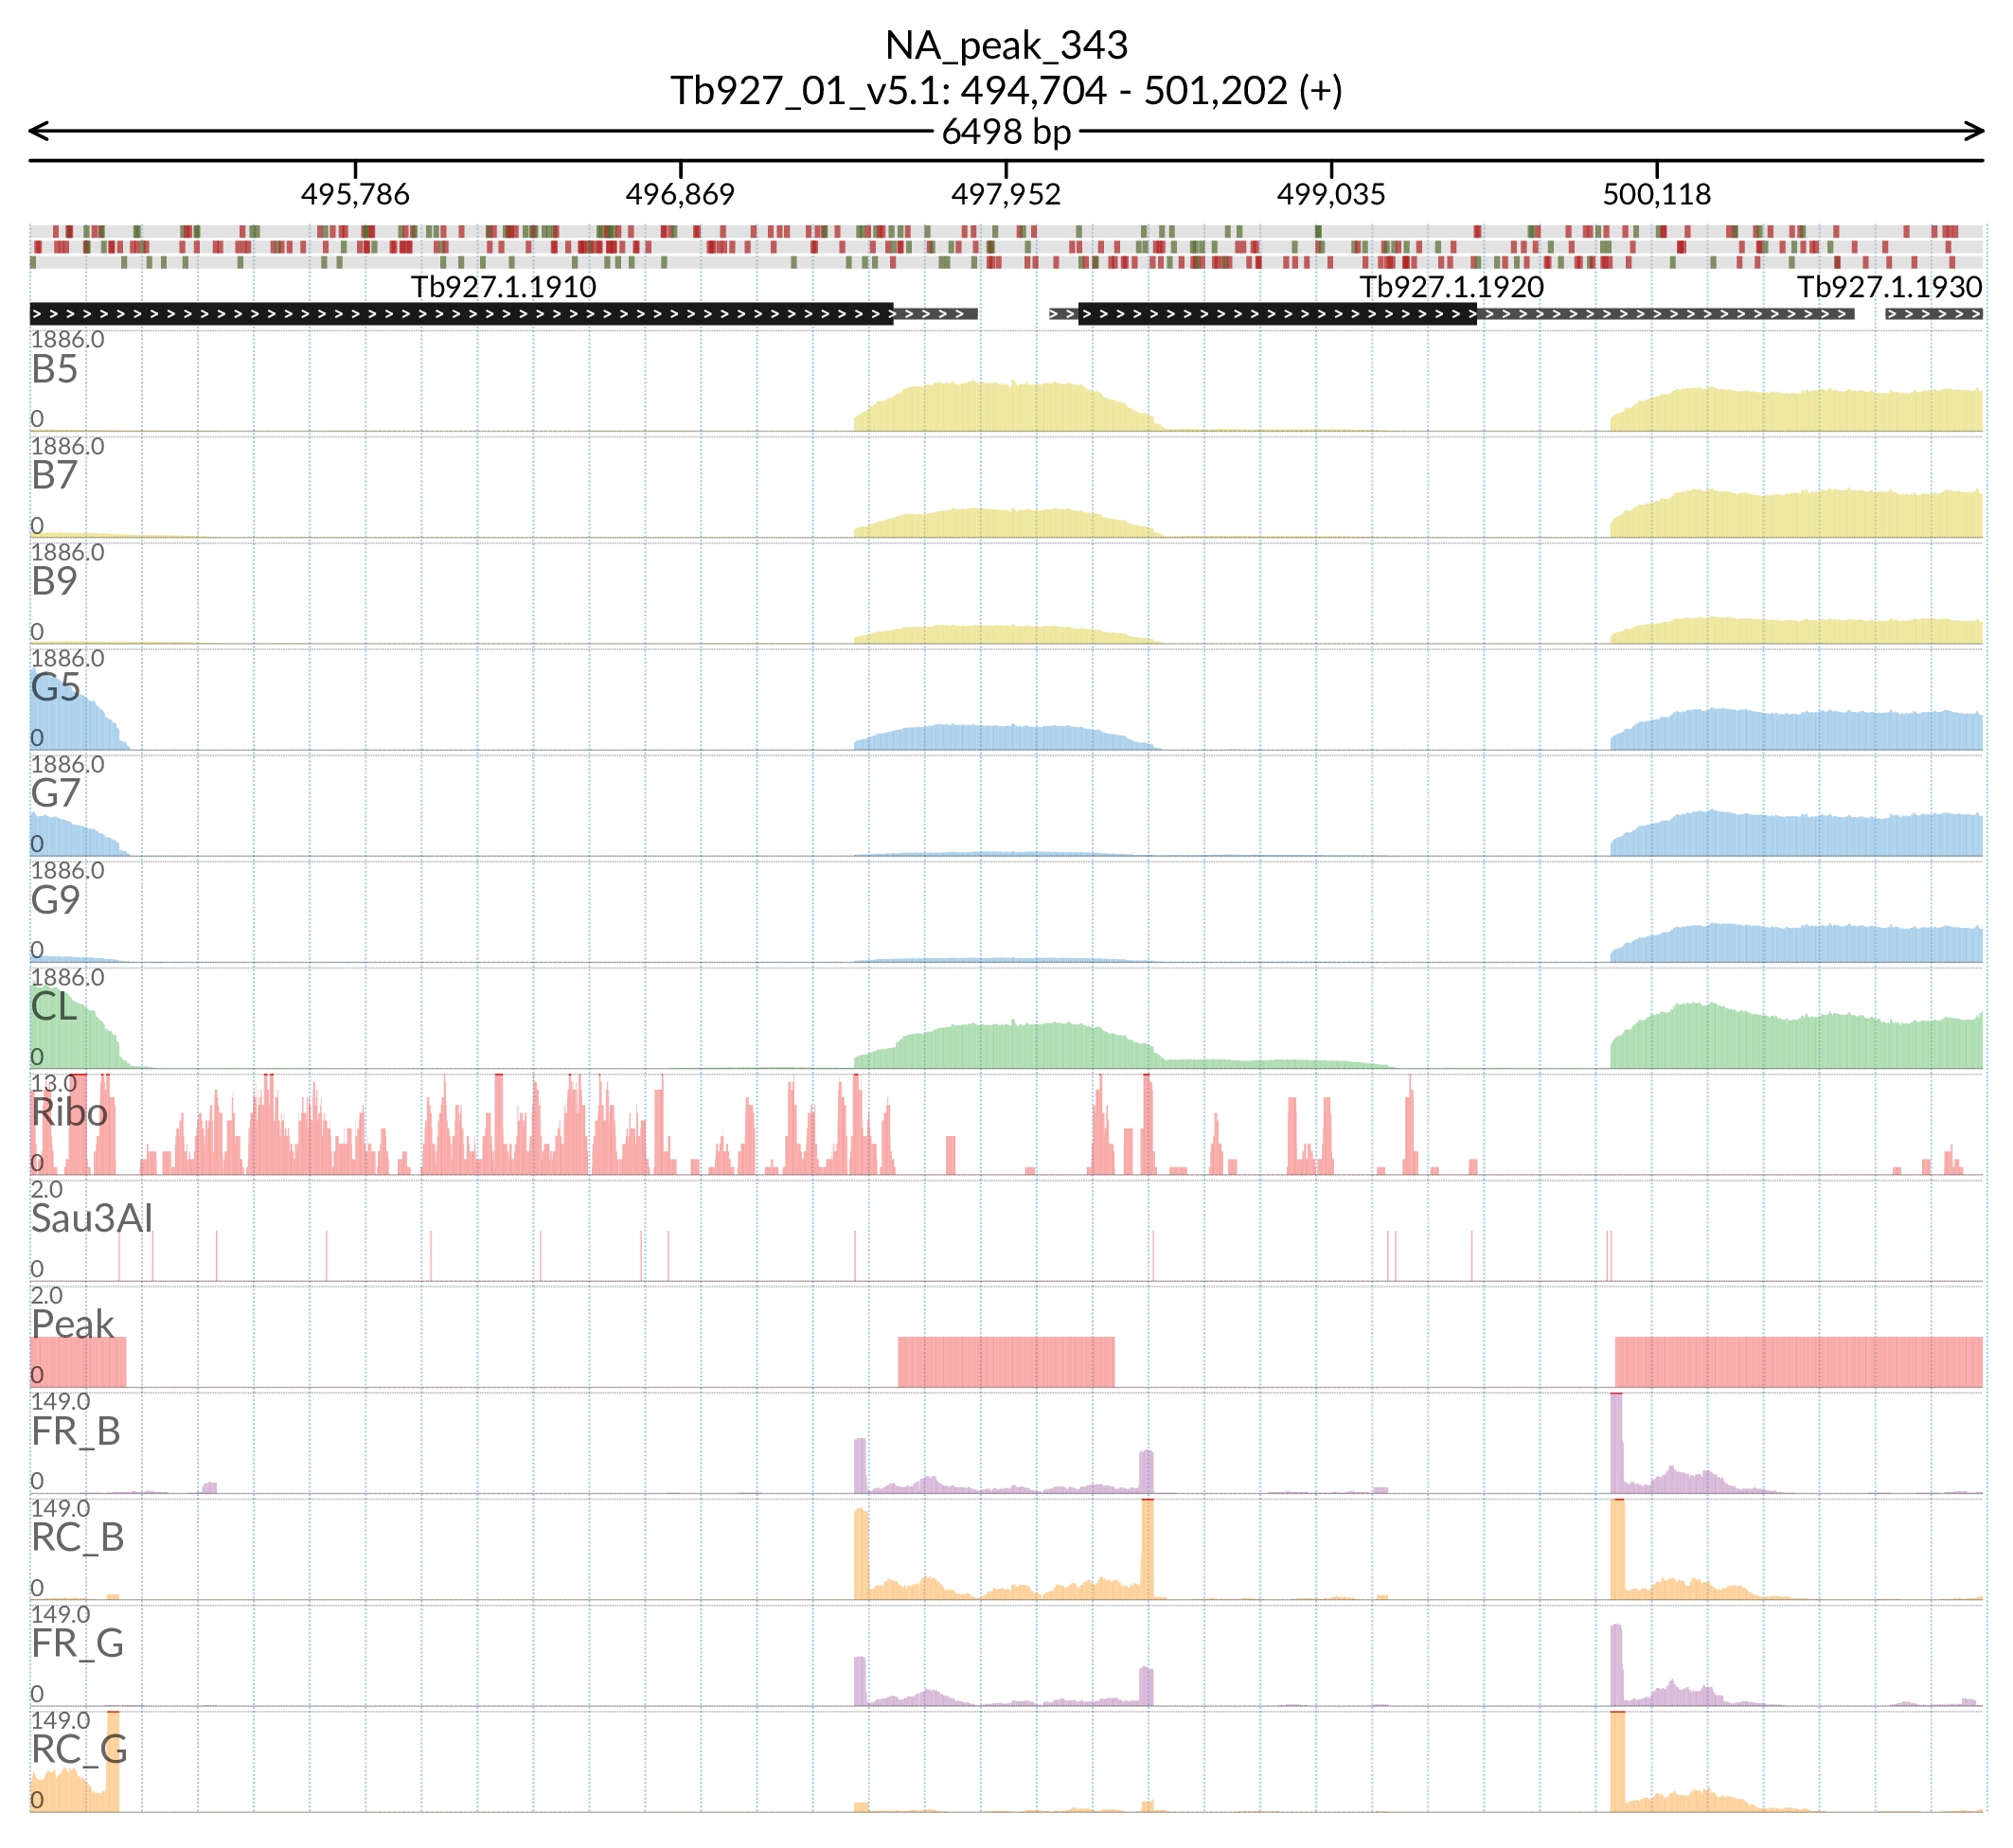 NA_peak_343
Tb927_01_v5.1: 494,704 - 501,202 (+)
6498 bp
495,786 496,869 497,952 499,035 500,118
Tb927.1.1910 Tb927.1.1920 Tb927.1.1930
1886.0
B5
0
1886.0
B7
0
1886.0
B9
0
1886.0
G5
0
1886.0
G7
0
1886.0
G9
0
1886.0
CL
0
13.0
Ribo
0
2.0
Sau3AI
0
2.0
Peak
0
149.0
FR_B
0
149.0
RC_B
0
149.0
FR_G
0
149.0
RC_G
0